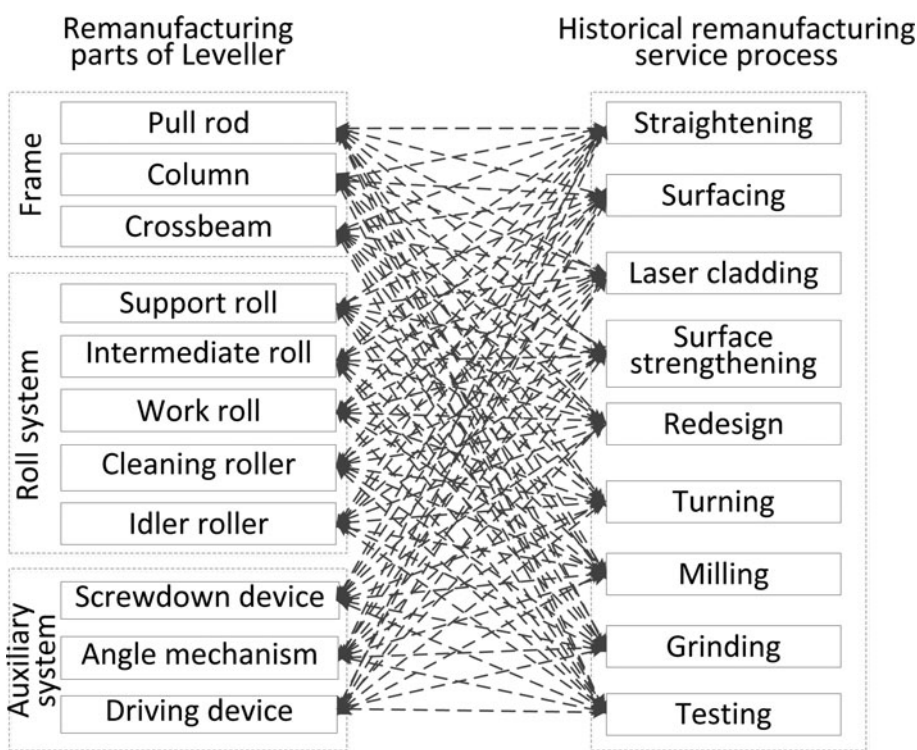 Remanufacturing
parts of Leveller
Frame
Pull rod
Column
Crossbeam
Roll system
Support roll
Intermediate roll
Work roll
Cleaning roller
Idler roller
Auxiliary
system
Screwdown device
Angle mechanism
Driving device
Historical remanufacturing
service process
Straightening
Surfacing
Laser cladding
Surface
strengthening
Redesign
Turning
Milling
Grinding
Testing